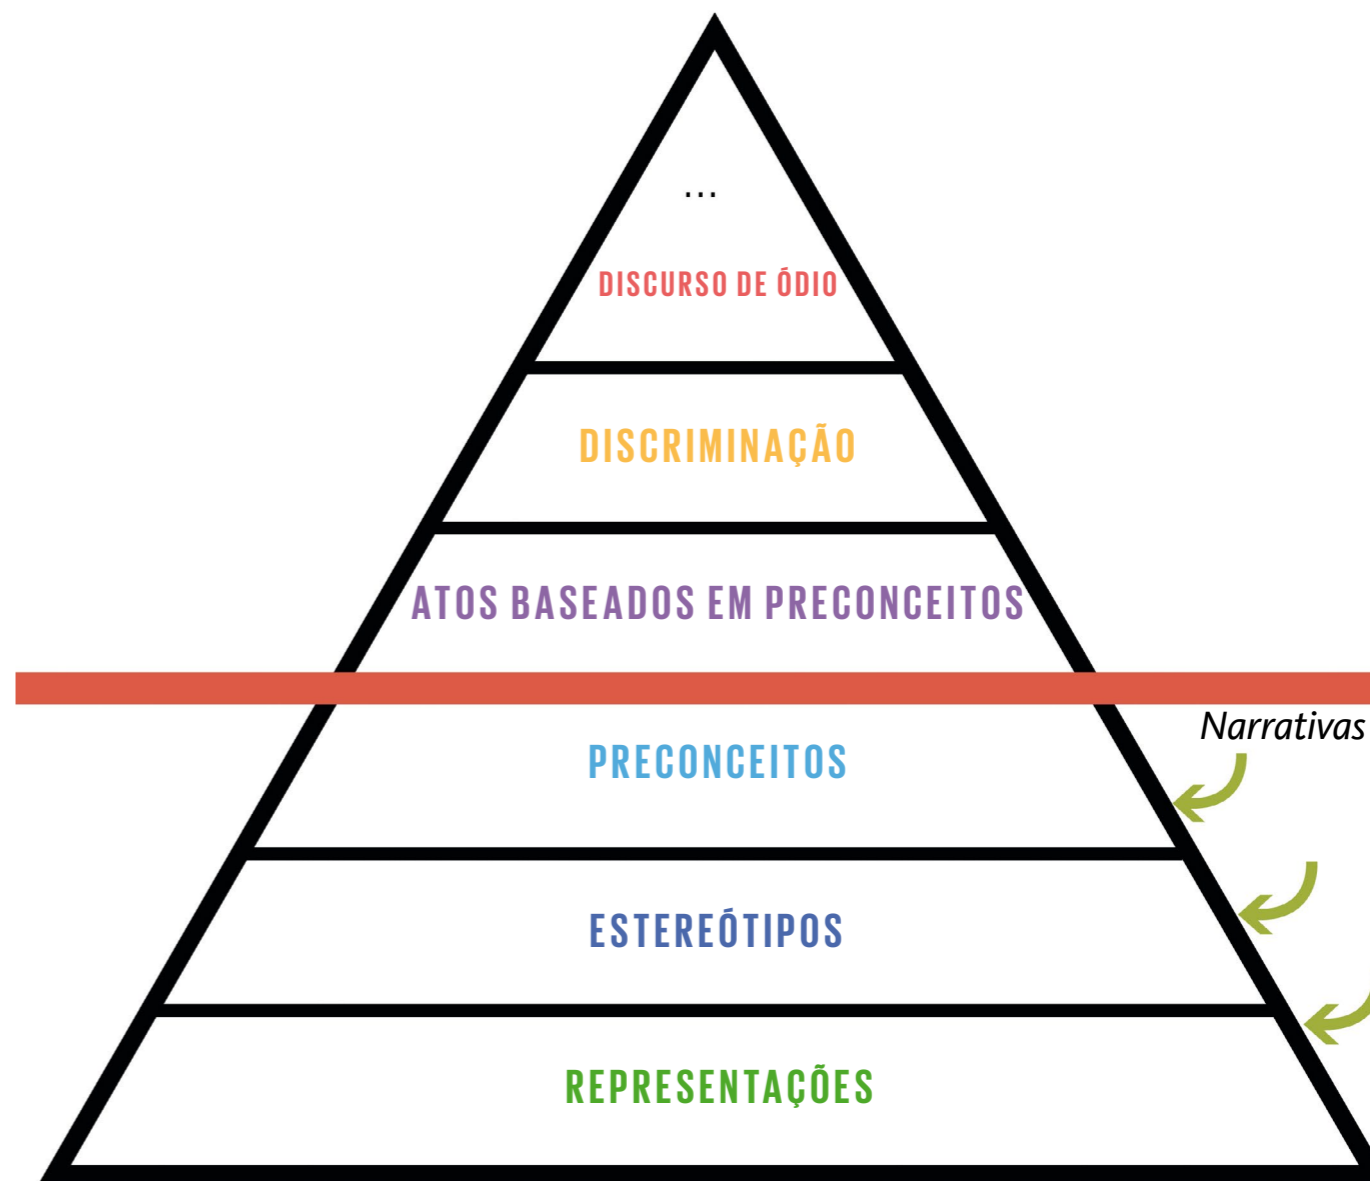 ...
DISCURSO DE ÓDIO
DISCRIMINAÇÃO
ATOS BASEADOS EM PRECONCEITOS
Narrativas
PRECONCEITOS
ESTEREÓTIPOS
REPRESENTAÇÕES